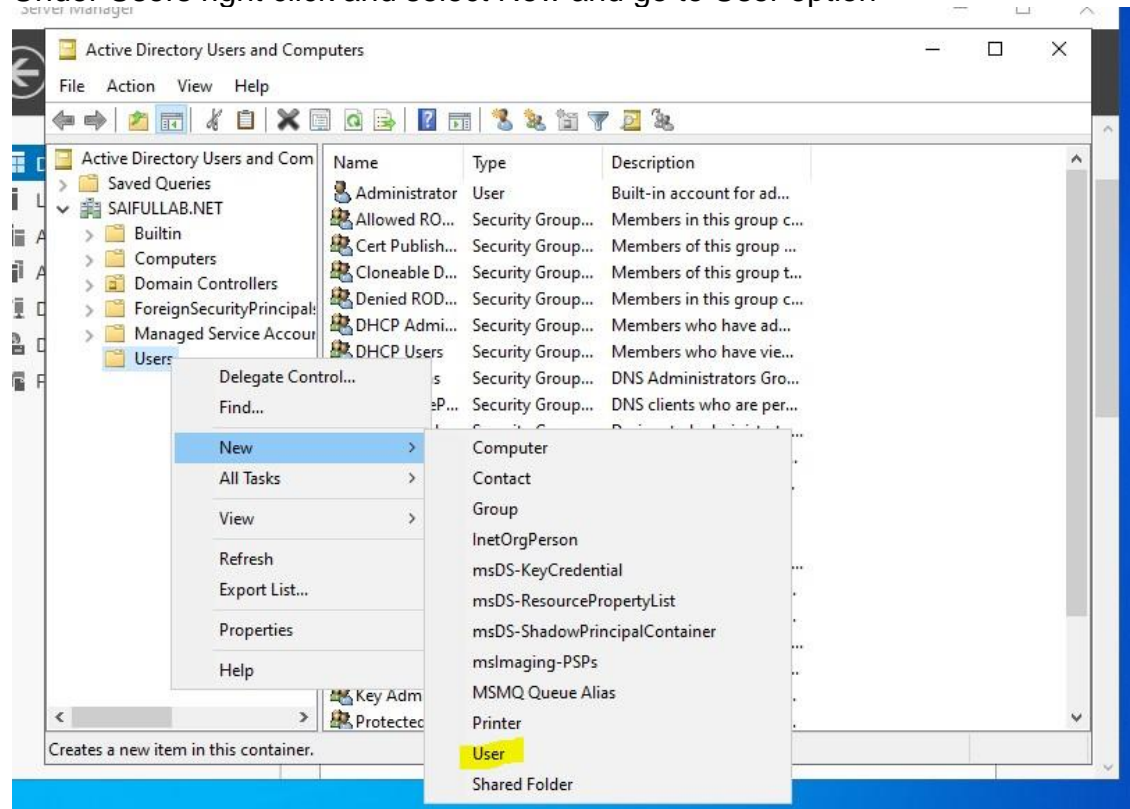 Under Users right click and select New and go to User option
Server Manager
Active Directory Users and Computers
File Action View Help
Active Directory Users and Com
Saved Queries
SAIFULLAB.NET
Builtin
Computers
Domain Controllers
ForeignSecurityPrincipals
Managed Service Accour
Users
Name Type Description
Administrator User Built-in account for ad...
Allowed RO... Security Group... Members in this group c...
Cert Publish... Security Group... Members of this group ...
Cloneable D... Security Group... Members of this group t...
Denied ROD... Security Group... Members in this group c...
DHCP Admi... Security Group... Members who have ad...
DHCP Users Security Group... Members who have vie...
s Security Group... DNS Administrators Gro...
eP... Security Group... DNS clients who are per...
Key Adm
Protected
Delegate Control...
Find...
New
All Tasks
View
Refresh
Export List...
Properties
Help
Computer
Contact
Group
InetOrgPerson
msDS-KeyCredential
msDS-ResourcePropertyList
msDS-ShadowPrincipalContainer
msImaging-PSPs
MSMQ Queue Alias
Printer
User
Shared Folder
Creates a new item in this container.